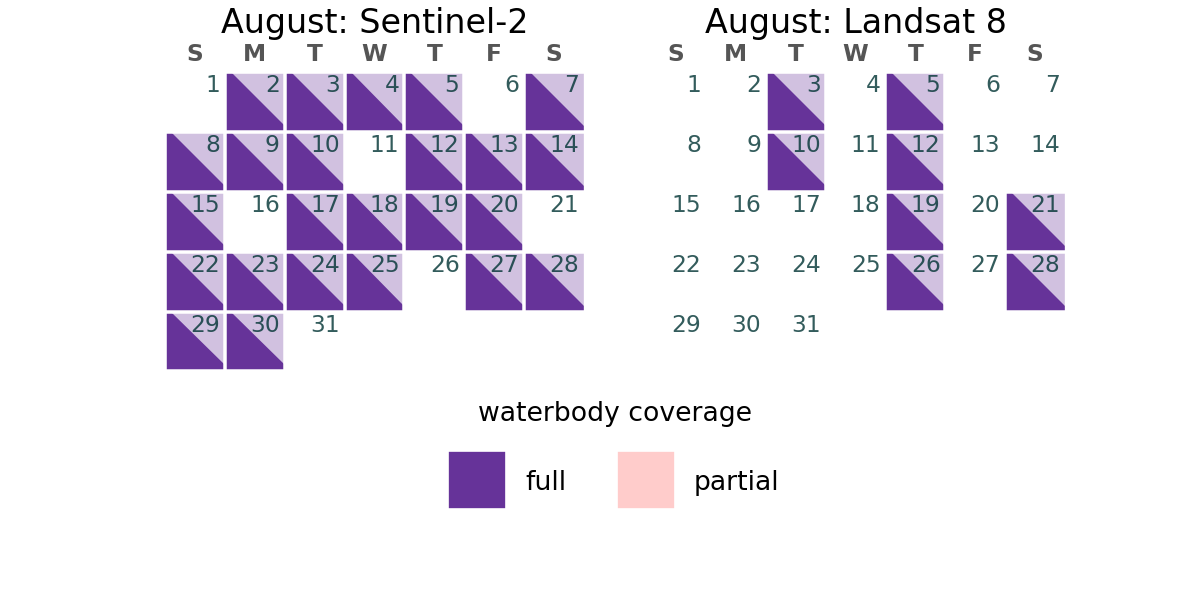 August: Sentinel-2
S M T W T F S
1 2 3 4 5 6 7
8 9 10 11 12 13 14
15 16 17 18 19 20 21
22 23 24 25 26 27 28
29 30 31
August: Landsat 8
S M T W T F S
1 2 3 4 5 6 7
8 9 10 11 12 13 14
15 16 17 18 19 20 21
22 23 24 25 26 27 28
29 30 31
waterbody coverage
full partial